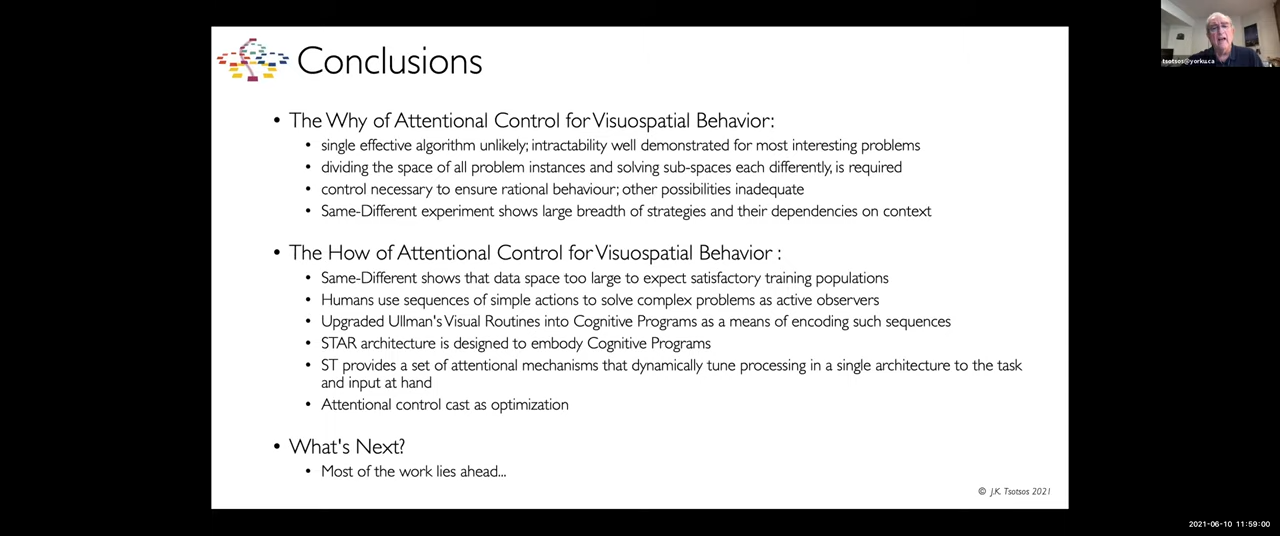 Conclusions
tsotsos@yorku.ca
• The Why of Attentional Control for Visuospatial Behavior:
• single effective algorithm unlikely; intractability well demonstrated for most interesting problems
• dividing the space of all problem instances and solving sub-spaces each differently, is required
• control necessary to ensure rational behaviour; other possibilities inadequate
• Same-Different experiment shows large breadth of strategies and their dependencies on context
• The How of Attentional Control for Visuospatial Behavior :
• Same-Different shows that data space too large to expect satisfactory training populations
• Humans use sequences of simple actions to solve complex problems as active observers
• Upgraded Ullman's Visual Routines into Cognitive Programs as a means of encoding such sequences
• STAR architecture is designed to embody Cognitive Programs
• ST provides a set of attentional mechanisms that dynamically tune processing in a single architecture to the task
and input at hand
• Attentional control cast as optimization
• What's Next?
• Most of the work lies ahead...
© J.K. Tsotsos 2021
2021-06-10 11:59:00